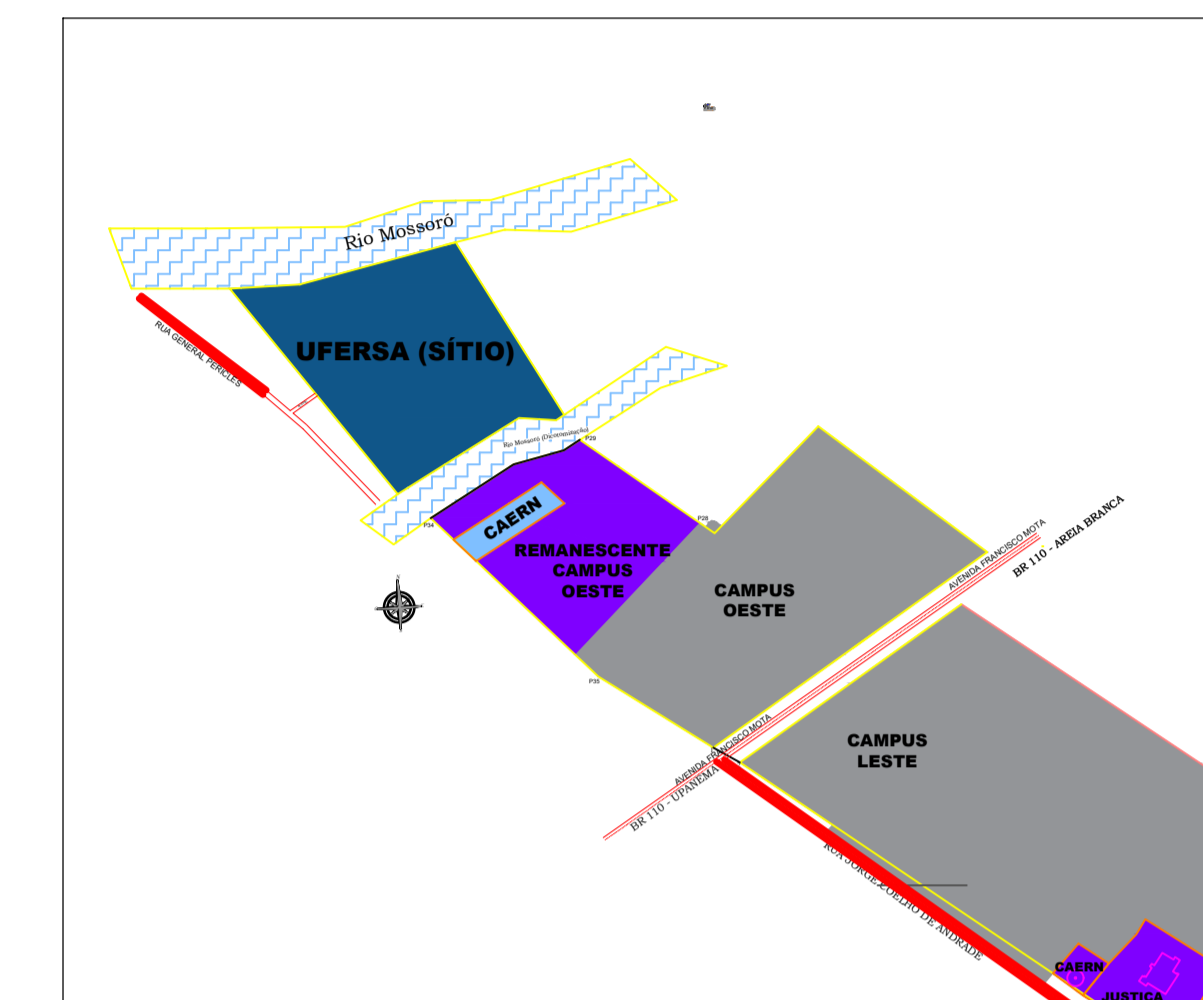 Rio Mossoró
RUA GENERAL PERICLES
UFERSA (SÍTIO)
Rio Mossoró (Dicotomização)
P29
P34
CAERN
P28
REMANESCENTE
CAMPUS
OESTE
CAMPUS
OESTE
AVENIDA FRANCISCO MOTA
BR 110 - AREIA BRANCA
N
P35
AVENIDA FRANCISCO MOTA
BR 110 - UPANEMA
CAMPUS
LESTE
RUA JORGE COELHO DE ANDRADE
CAERN
JUSTIÇA